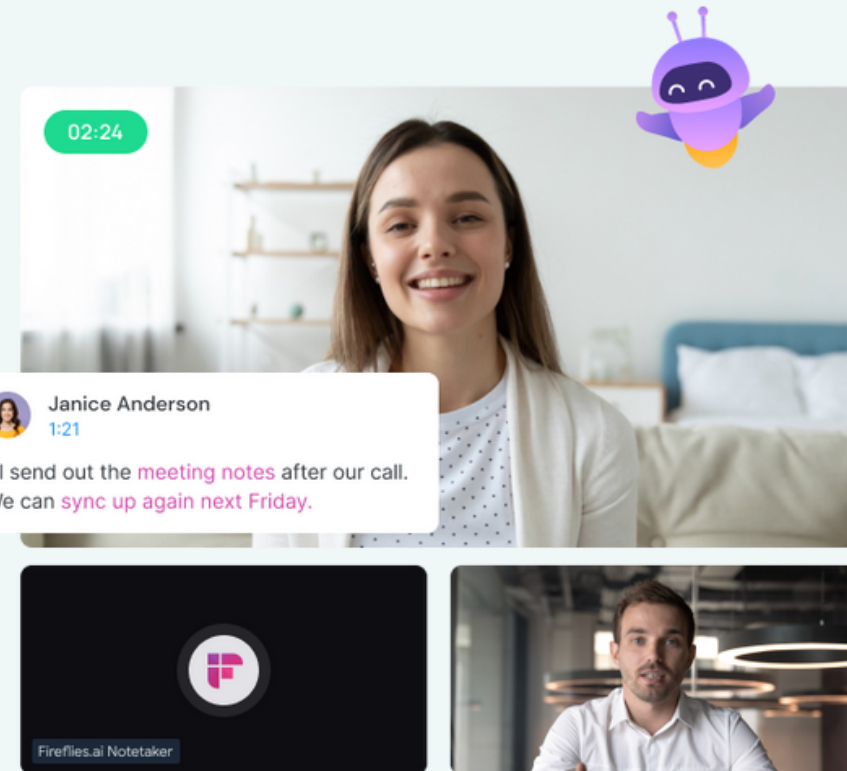 02:24
Janice Anderson
1:21
send out the meeting notes after our call.
can sync up again next Friday.
Fireflies.ai Notetaker